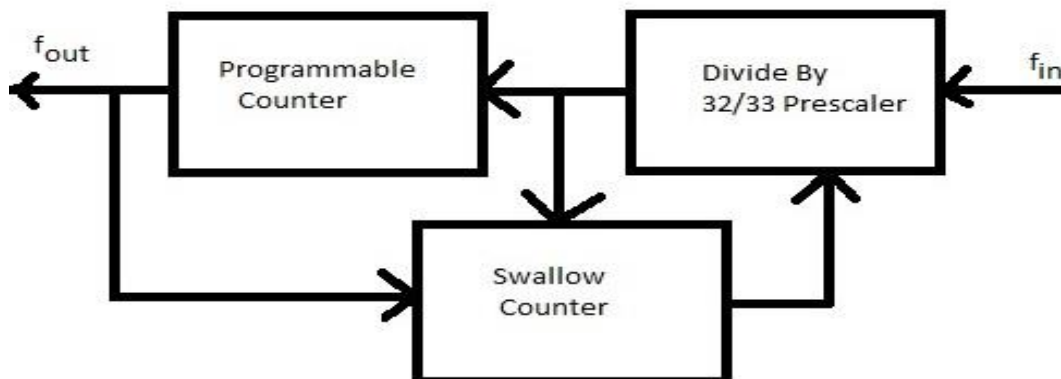 f_out
Programmable
Counter
Divide By
32/33 Prescaler
f_in
Swallow
Counter